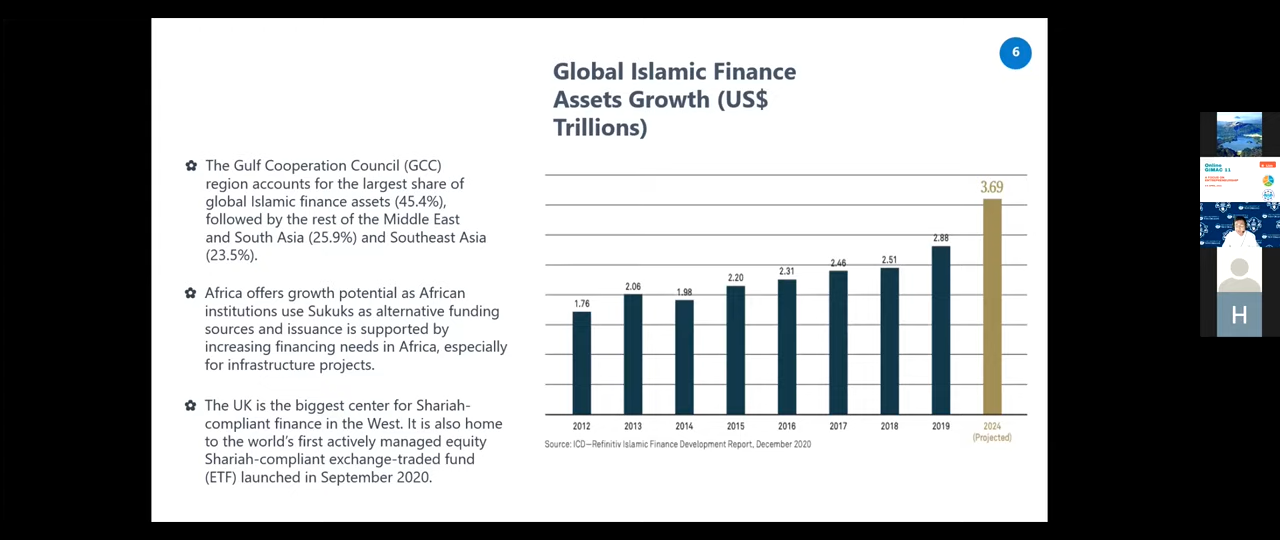 6
Global Islamic Finance
Assets Growth (US$
Trillions)
✿ The Gulf Cooperation Council (GCC)
region accounts for the largest share of
global Islamic finance assets (45.4%),
followed by the rest of the Middle East
and South Asia (25.9%) and Southeast Asia
(23.5%).
✿ Africa offers growth potential as African
institutions use Sukuks as alternative funding
sources and issuance is supported by
increasing financing needs in Africa, especially
for infrastructure projects.
✿ The UK is the biggest center for Shariah-
compliant finance in the West. It is also home
to the world's first actively managed equity
Shariah-compliant exchange-traded fund
(ETF) launched in September 2020.
1.76 2.06 1.98 2.20 2.31 2.46 2.51 2.88 3.69
2012 2013 2014 2015 2016 2017 2018 2019 2024
(Projected)
Source: ICD—Refinitiv Islamic Finance Development Report, December 2020
Online
GIMAC 11
H